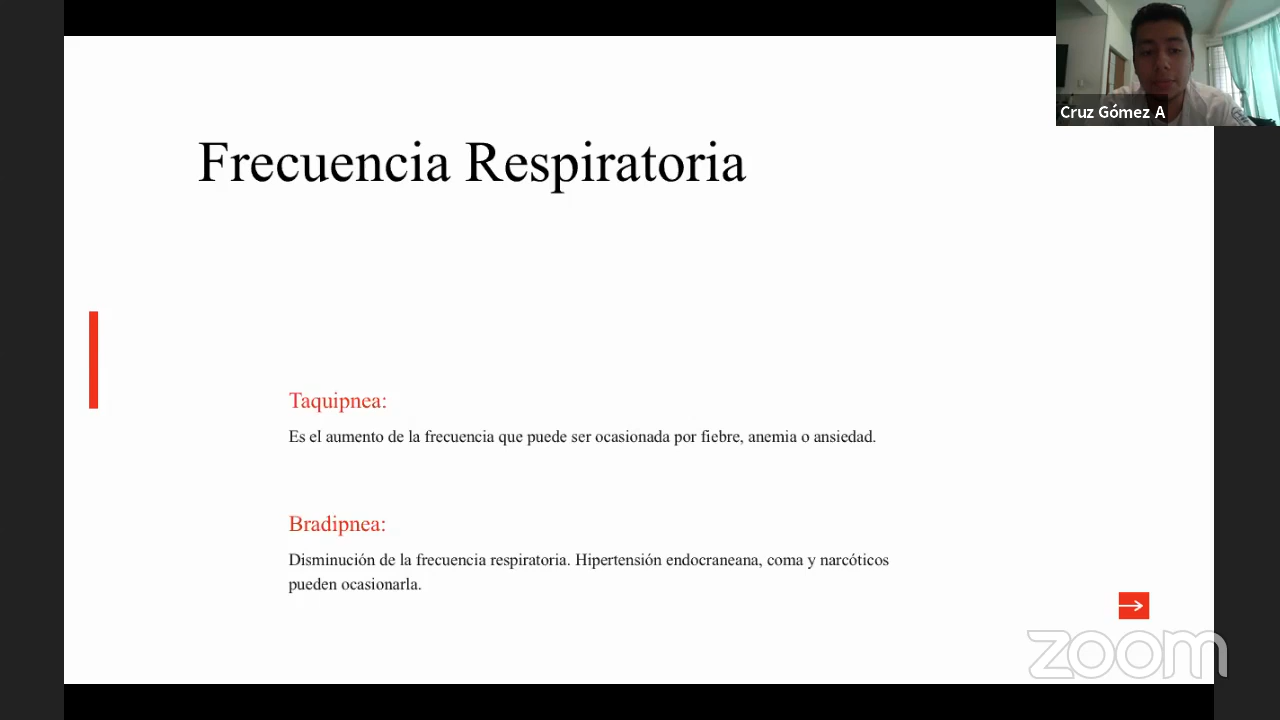 Cruz Gómez A
Frecuencia Respiratoria
Taquipnea:
Es el aumento de la frecuencia que puede ser ocasionada por fiebre, anemia o ansiedad.
Bradipnea:
Disminución de la frecuencia respiratoria. Hipertensión endocraneana, coma y narcóticos
pueden ocasionarla.
zoom